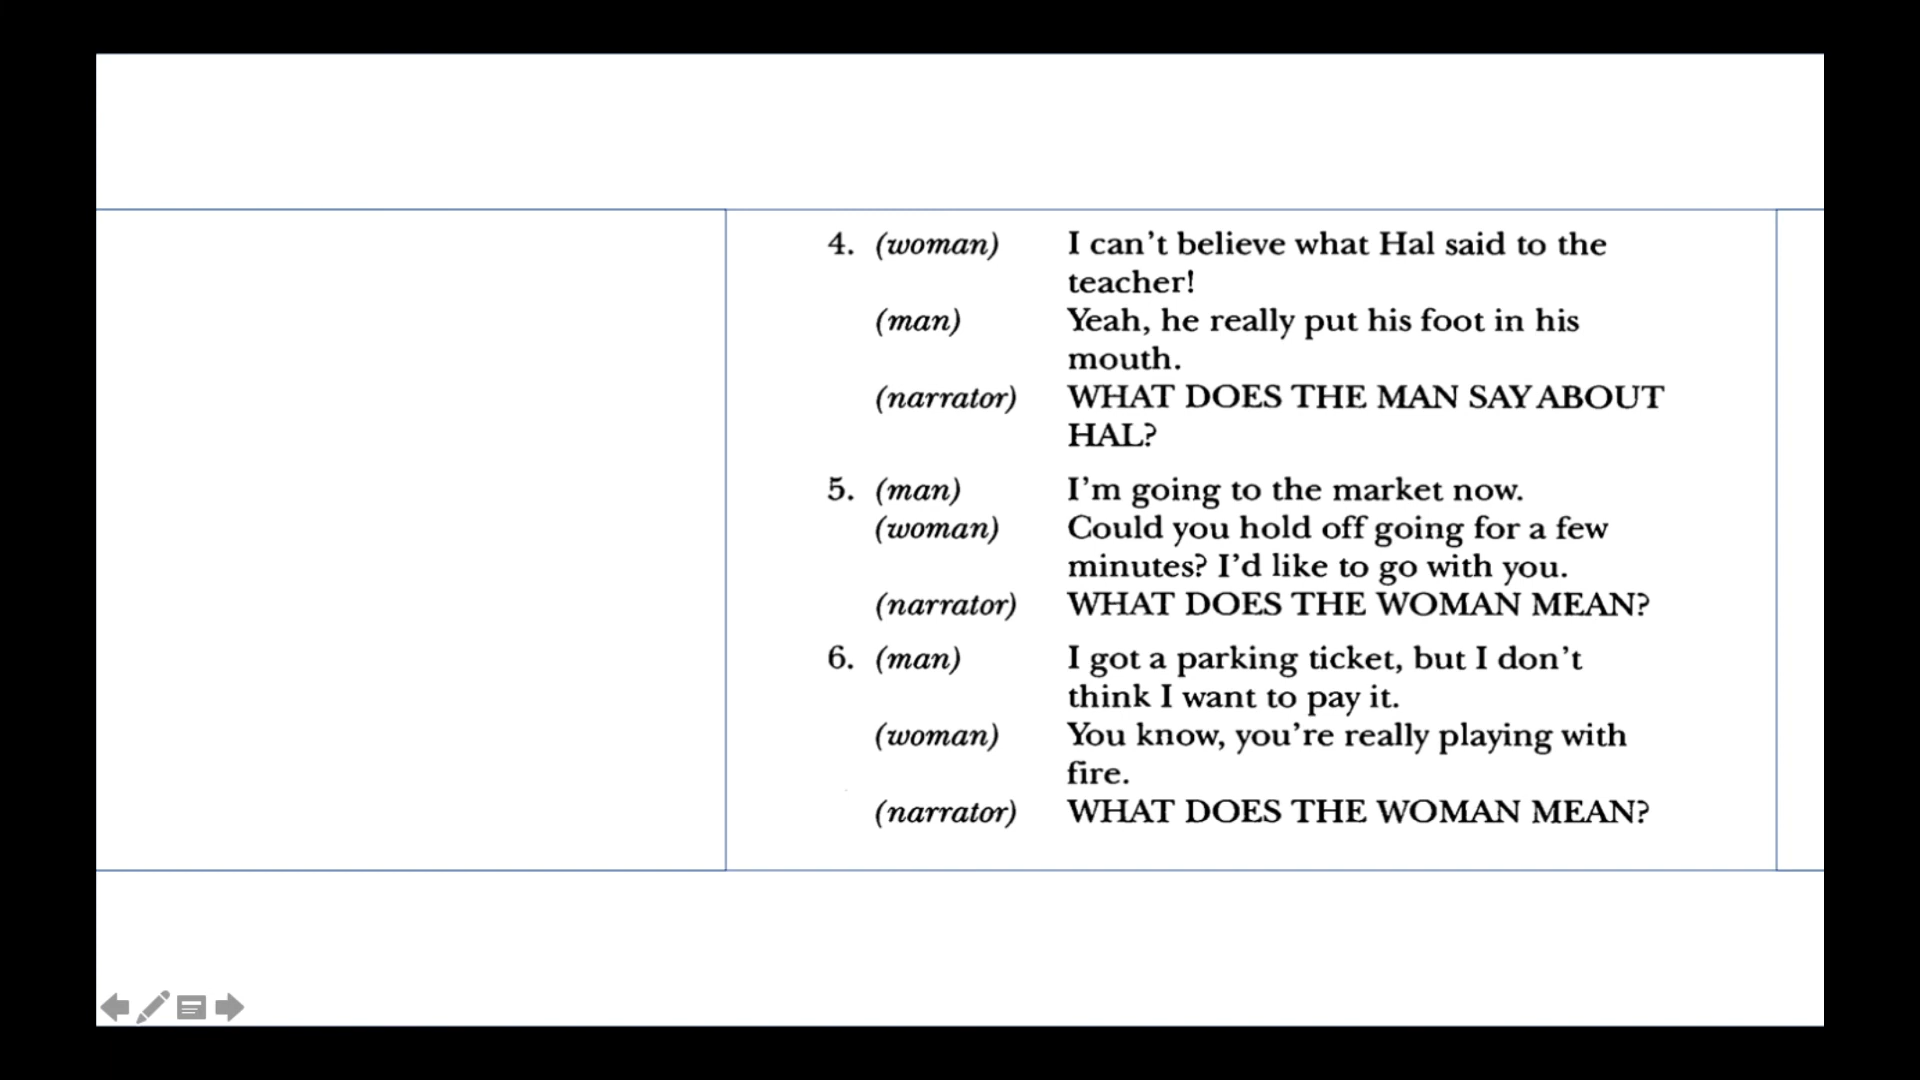 4. (woman) I can't believe what Hal said to the
teacher!
(man) Yeah, he really put his foot in his
mouth.
(narrator) WHAT DOES THE MAN SAY ABOUT
HAL?
5. (man) I'm going to the market now.
(woman) Could you hold off going for a few
minutes? I'd like to go with you.
(narrator) WHAT DOES THE WOMAN MEAN?
6. (man) I got a parking ticket, but I don't
think I want to pay it.
(woman) You know, you're really playing with
fire.
(narrator) WHAT DOES THE WOMAN MEAN?